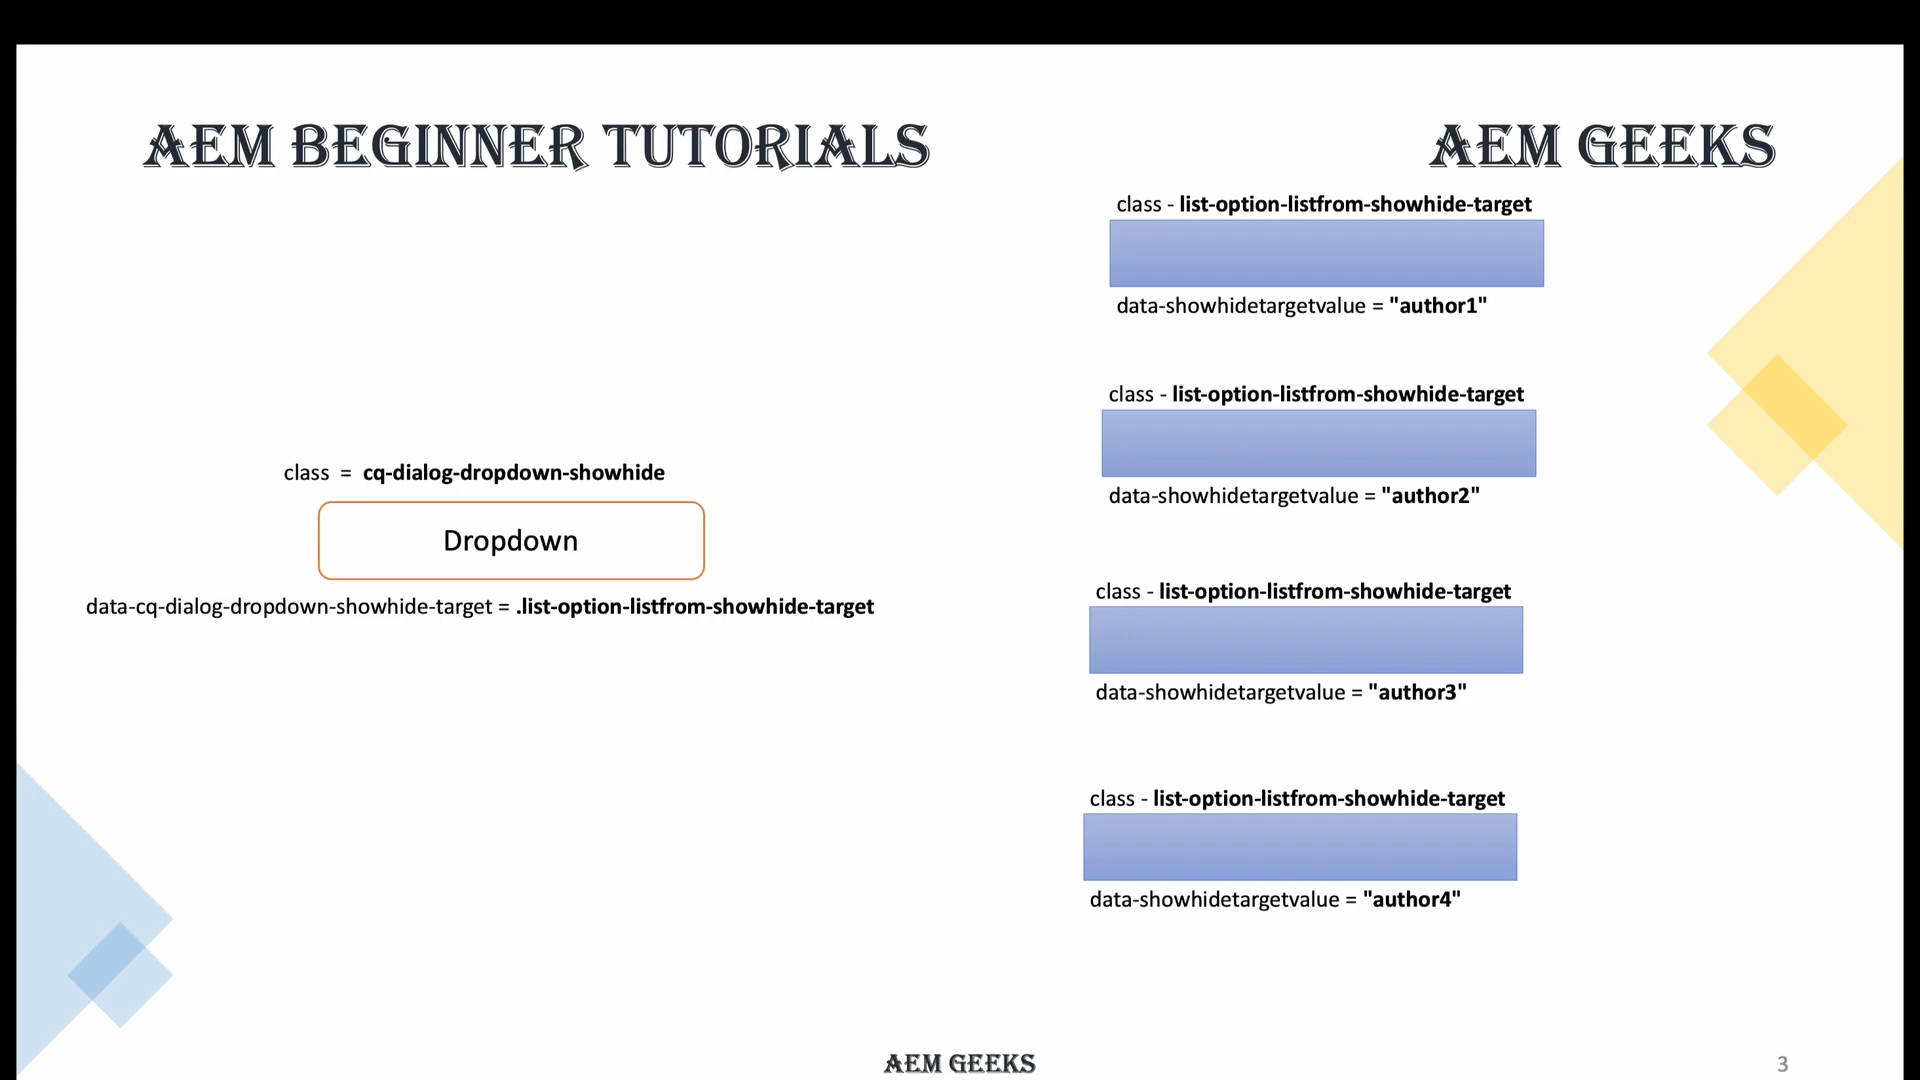 AEM BEGINNER TUTORIALS
AEM GEEKS
class = cq-dialog-dropdown-showhide
Dropdown
data-cq-dialog-dropdown-showhide-target = .list-option-listfrom-showhide-target
class - list-option-listfrom-showhide-target
data-showhidetargetvalue = "author1"
class - list-option-listfrom-showhide-target
data-showhidetargetvalue = "author2"
class - list-option-listfrom-showhide-target
data-showhidetargetvalue = "author3"
class - list-option-listfrom-showhide-target
data-showhidetargetvalue = "author4"
AEM GEEKS
3